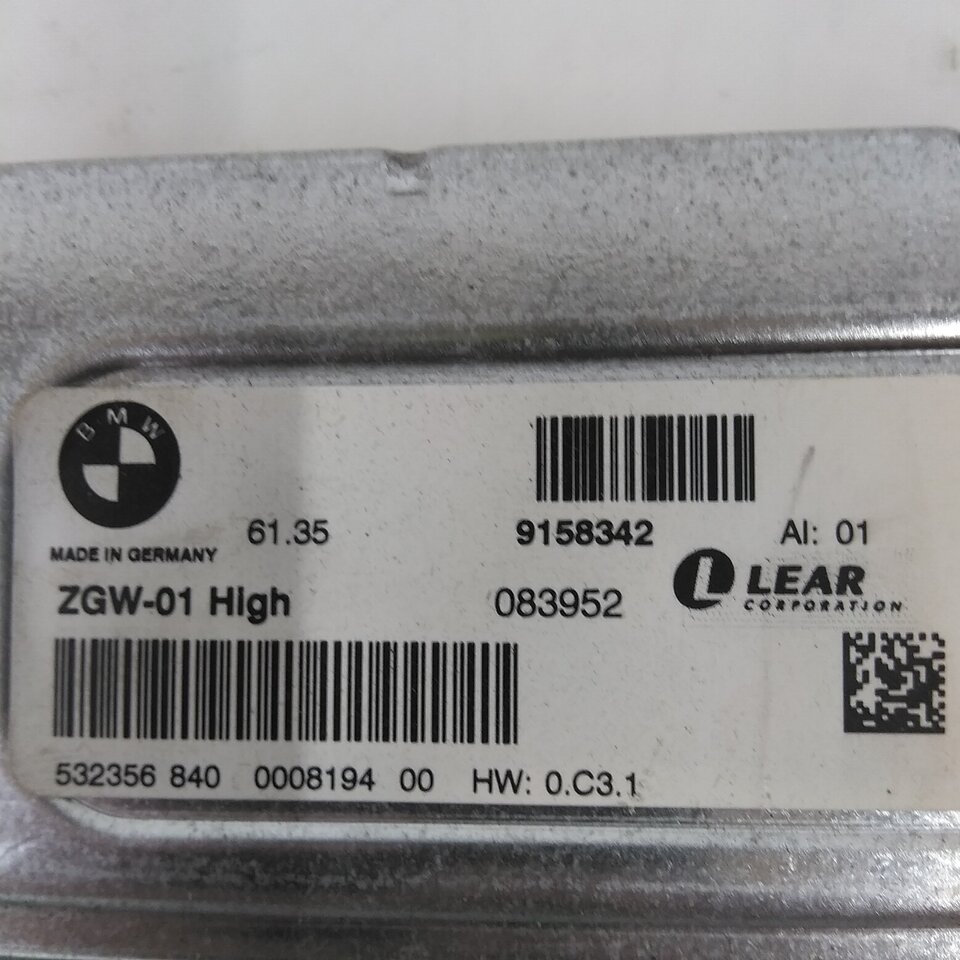 BMW
61.35 9158342 AI: 01
MADE IN GERMANY
ZGW-01 High 083952 LEAR
CORPORATION
532356 840 0008194 00 HW: 0.C3.1